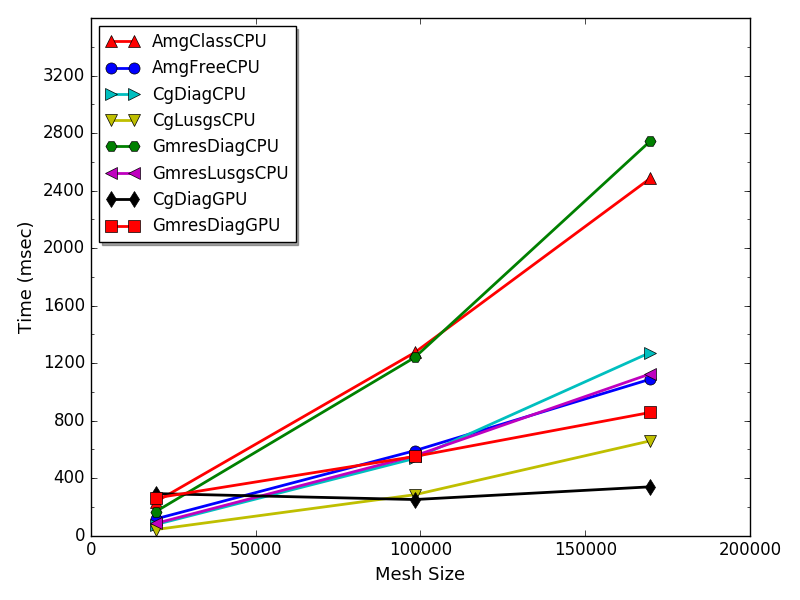 AmgClassCPU
AmgFreeCPU
CgDiagCPU
CgLusgsCPU
GmresDiagCPU
GmresLusgsCPU
CgDiagGPU
GmresDiagGPU
3200
2800
2400
2000
1600
1200
800
400
0
Time (msec)
0 50000 100000 150000 200000
Mesh Size